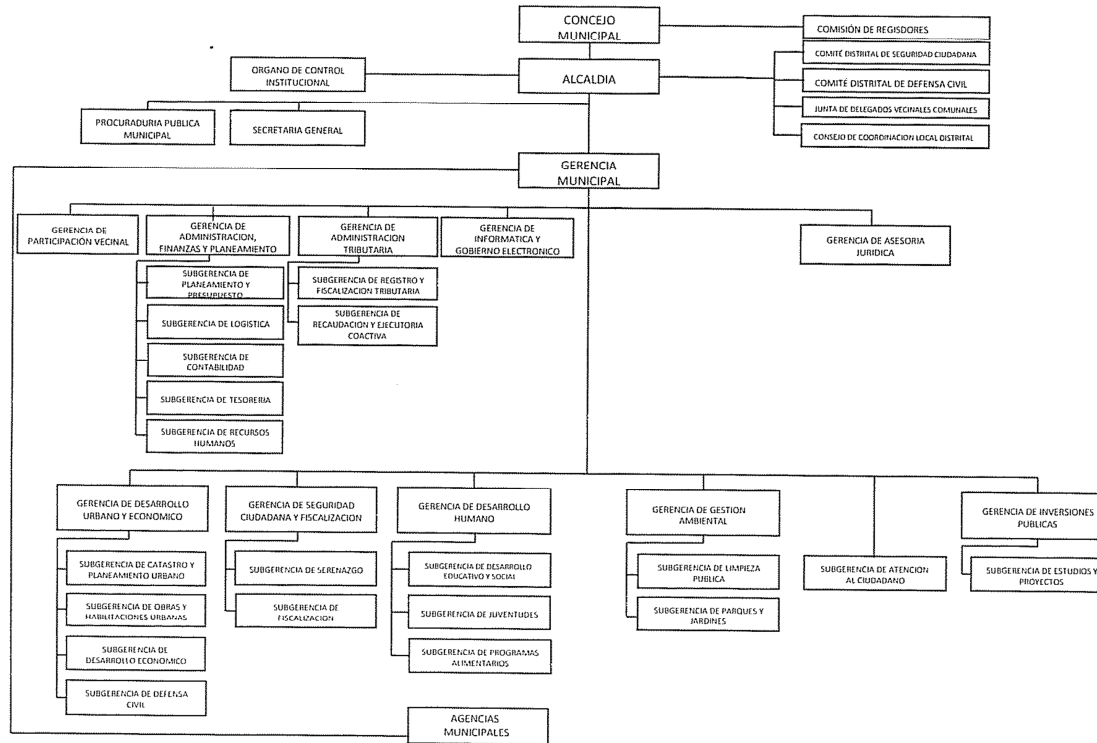 CONCEJO
MUNICIPAL
COMISIÓN DE REGISDORES
COMITÉ DISTRITAL DE SEGURIDAD CIUDADANA
ORGANO DE CONTROL
INSTITUCIONAL
ALCALDIA
COMITÉ DISTRITAL DE DEFENSA CIVIL
JUNTA DE DELEGADOS VECINALES COMUNALES
PROCURADURIA PUBLICA
MUNICIPAL
SECRETARIA GENERAL
CONSEJO DE COORDINACION LOCAL DISTRITAL
GERENCIA
MUNICIPAL
GERENCIA DE
PARTICIPACIÓN VECINAL
GERENCIA DE
ADMINISTRACION,
FINANZAS Y PLANEAMIENTO
GERENCIA DE
ADMINISTRACION
TRIBUTARIA
GERENCIA DE
INFORMATICA Y
GOBIERNO ELECTRONICO
GERENCIA DE ASESORIA
JURIDICA
SUBGERENCIA DE
PLANEAMIENTO Y
PRESUPUESTO
SUBGERENCIA DE REGISTRO Y
FISCALIZACION TRIBUTARIA
SUBGERENCIA DE LOGISTICA
SUBGERENCIA DE
RECAUDACION Y EJECUTORIA
COACTIVA
SUBGERENCIA DE
CONTABILIDAD
SUBGERENCIA DE TESORERIA
SUBGERENCIA DE RECURSOS
HUMANOS
GERENCIA DE DESARROLLO
URBANO Y ECONOMICO
GERENCIA DE SEGURIDAD
CIUDADANA Y FISCALIZACION
GERENCIA DE DESARROLLO
HUMANO
GERENCIA DE GESTION
AMBIENTAL
GERENCIA DE INVERSIONES
PUBLICAS
SUBGERENCIA DE CATASTRO Y
PLANEAMIENTO URBANO
SUBGERENCIA DE SERENAZGO
SUBGERENCIA DE DESARROLLO
EDUCATIVO Y SOCIAL
SUBGERENCIA DE LIMPIEZA
PUBLICA
SUBGERENCIA DE ATENCION
AL CIUDADANO
SUBGERENCIA DE ESTUDIOS Y
PROYECTOS
SUBGERENCIA DE OBRAS Y
HABILITACIONES URBANAS
SUBGERENCIA DE
FISCALIZACION
SUBGERENCIA DE JUVENTUDES
SUBGERENCIA DE PARQUES Y
JARDINES
SUBGERENCIA DE
DESARROLLO ECONOMICO
SUBGERENCIA DE PROGRAMAS
ALIMENTARIOS
SUBGERENCIA DE DEFENSA
CIVIL
AGENCIAS
MUNICIPALES